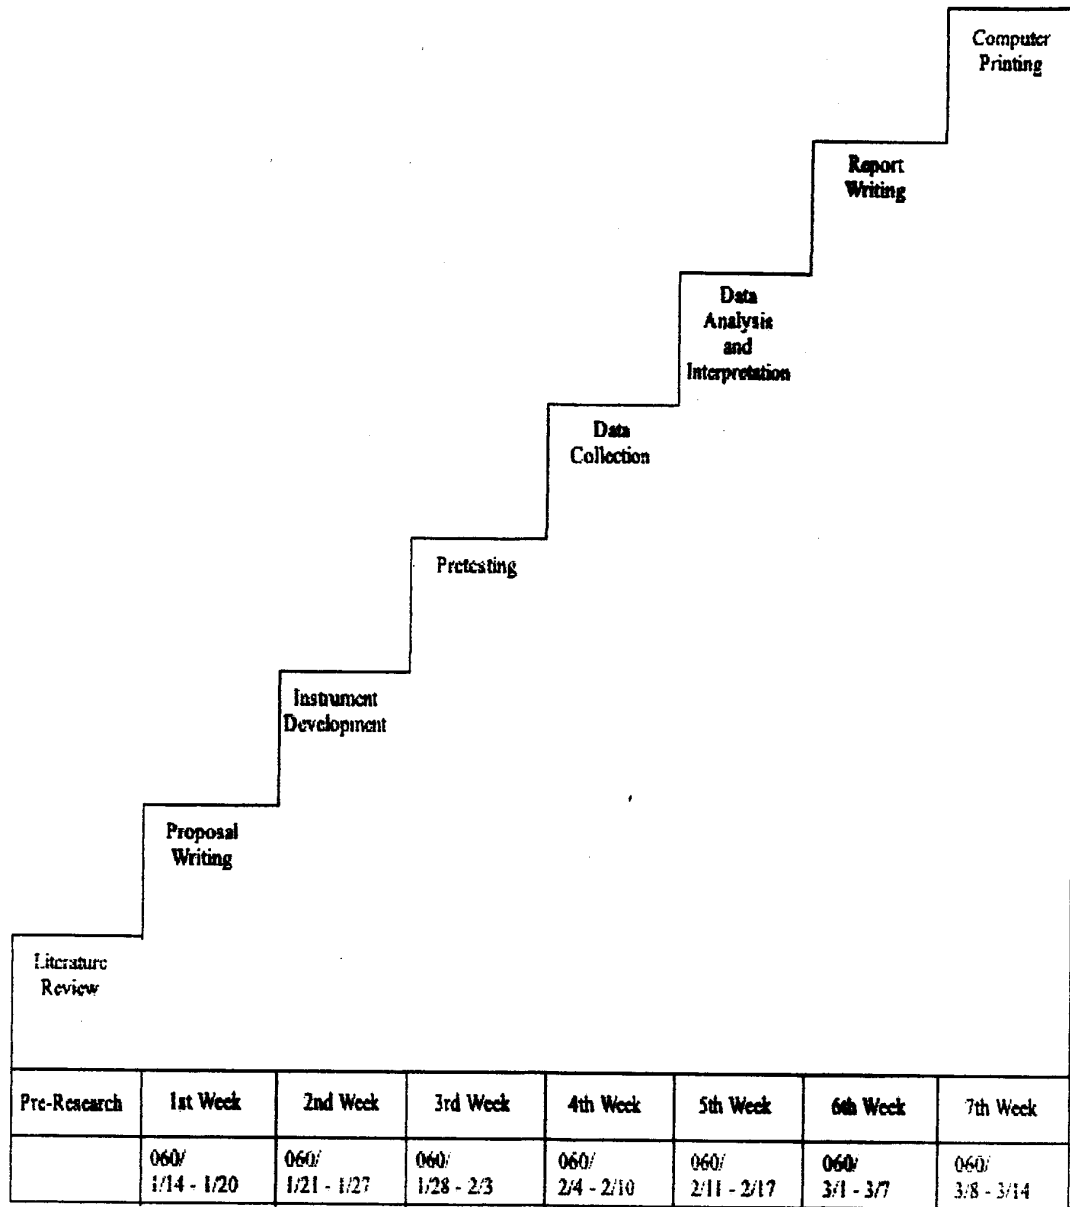 Computer
Printing
Report
Writing
Data
Analysis
and
Interpretation
Data
Collection
Pretesting
Instrument
Development
Proposal
Writing
Literature
Review
Pre-Research 1st Week 2nd Week 3rd Week 4th Week 5th Week 6th Week 7th Week
060/ 060/ 060/ 060/ 060/ 060/ 060/
1/14 - 1/20 1/21 - 1/27 1/28 - 2/3 2/4 - 2/10 2/11 - 2/17 3/1 - 3/7 3/8 - 3/14